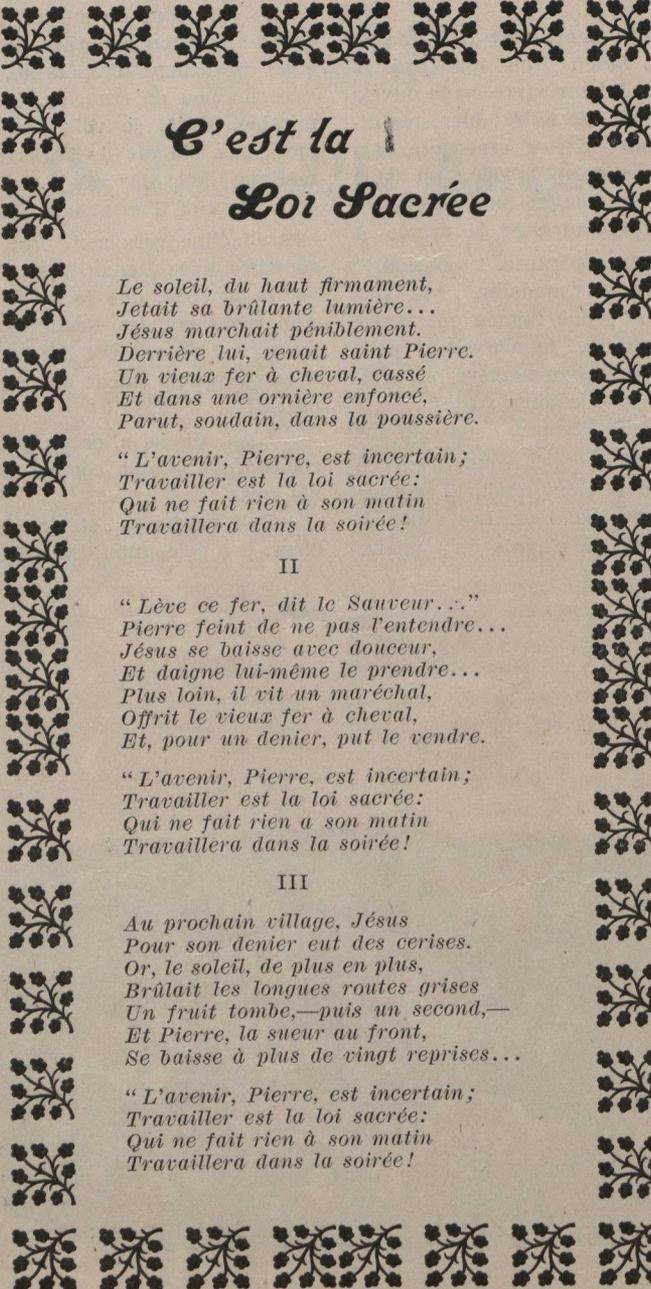 C'est la
Loi Sacrée
Le soleil, du haut firmament,
Jetait sa brûlante lumière...
Jésus marchait péniblement.
Derrière lui, venait saint Pierre.
Un vieux fer à cheval, cassé
Et dans une ornière enfoncé,
Parut, soudain, dans la poussière.
“ L'avenir, Pierre, est incertain;
Travailler est la loi sacrée:
Qui ne fait rien à son matin
Travaillera dans la soirée!
II
“ Lève ce fer, dit le Sauveur...”
Pierre feint de ne pas l'entendre...
Jésus se baisse avec douceur,
Et daigne lui-même le prendre...
Plus loin, il vit un maréchal,
Offrit le vieux fer à cheval,
Et, pour un denier, put le vendre.
“ L'avenir, Pierre, est incertain;
Travailler est la loi sacrée:
Qui ne fait rien a son matin
Travaillera dans la soirée!
III
Au prochain village, Jésus
Pour son denier eut des cerises.
Or, le soleil, de plus en plus,
Brûlait les longues routes grises
Un fruit tombe,—puis un second,—
Et Pierre, la sueur au front,
Se baisse à plus de vingt reprises...
“ L'avenir, Pierre, est incertain;
Travailler est la loi sacrée:
Qui ne fait rien à son matin
Travaillera dans la soirée!